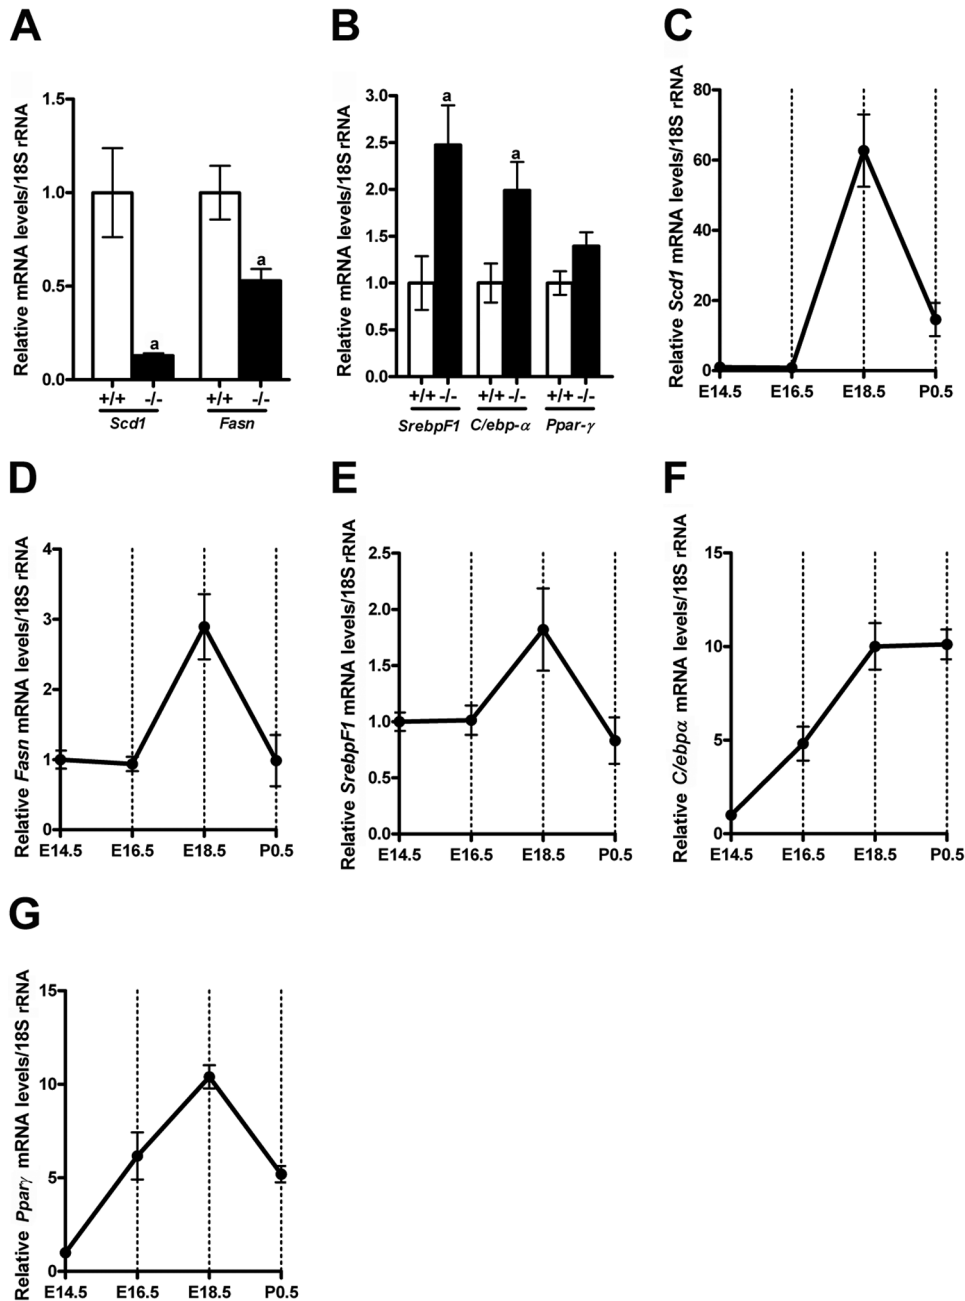 A
Relative mRNA levels/18S rRNA
1.5
1.0
0.5
0.0
a
a
+/+ -/- +/+ -/-
Scd1 Fasn
B
Relative mRNA levels/18S rRNA
3.0
2.5
2.0
1.5
1.0
0.5
0.0
a
a
+/+ -/- +/+ -/- +/+ -/-
SrebpF1 C/ebp-α Ppar-γ
C
Relative Scd1 mRNA levels/18S rRNA
80
60
40
20
0
E14.5 E16.5 E18.5 P0.5
D
Relative Fasn mRNA levels/18S rRNA
4
3
2
1
0
E14.5 E16.5 E18.5 P0.5
E
Relative SrebpF1 mRNA levels/18S rRNA
2.5
2.0
1.5
1.0
0.5
0.0
E14.5 E16.5 E18.5 P0.5
F
Relative C/ebpα mRNA levels/18S rRNA
15
10
5
0
E14.5 E16.5 E18.5 P0.5
G
Relative Pparγ mRNA levels/18S rRNA
15
10
5
0
E14.5 E16.5 E18.5 P0.5